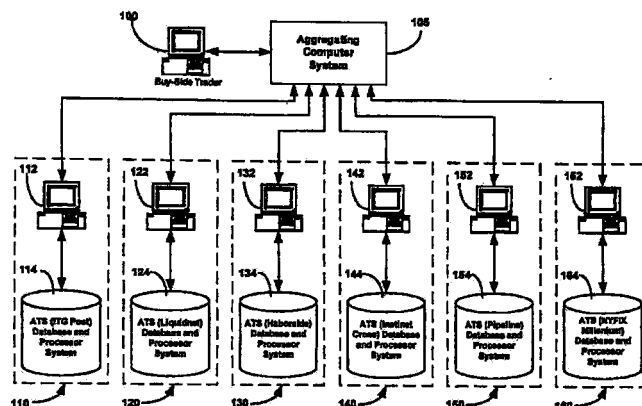 100
105
Aggregating
Computer
System
Buy-Side Trader
112
122
132
142
152
162
114
124
134
144
154
164
ATS (ITG Posit)
Database and
Processor
System
ATS (Liquidnet)
Database and
Processor
System
ATS (Harborside)
Database and
Processor
System
ATS (Instinet
Cross) Database
and Processor
System
ATS (Pipeline)
Database and
Processor
System
ATS (NYFIX
Millenium)
Database and
Processor
System
110
120
130
140
150
160